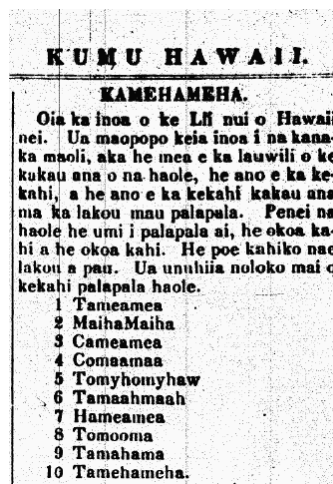 KUMU HAWAII.
KAMEHAMEHA.
Oia ka inoa o ke Lii nui o Hawaii
nei. Ua maopopo keia inoa i na kana-
ka maoli, aka he mea e ka lauwili o ke
kukau ana o na haole, he ano e ka ke-
kahi, a he ano e ka kekahi kakau ana
ma ka lakou mau palapala. Penei na
haole he umi i palapala ai, he okoa ka-
hi a he okoa kahi. He poe kahiko nae
lakou a pau. Ua unuhiia noloko mai o
kekahi palapala haole.
1 Tameamea
2 MaihaMaiha
3 Cameamea
4 Comaamaa
5 Tomyhomyhaw
6 Tamaahmaah
7 Hameamea
8 Tomooma
9 Tamahama
10 Tamehameha.